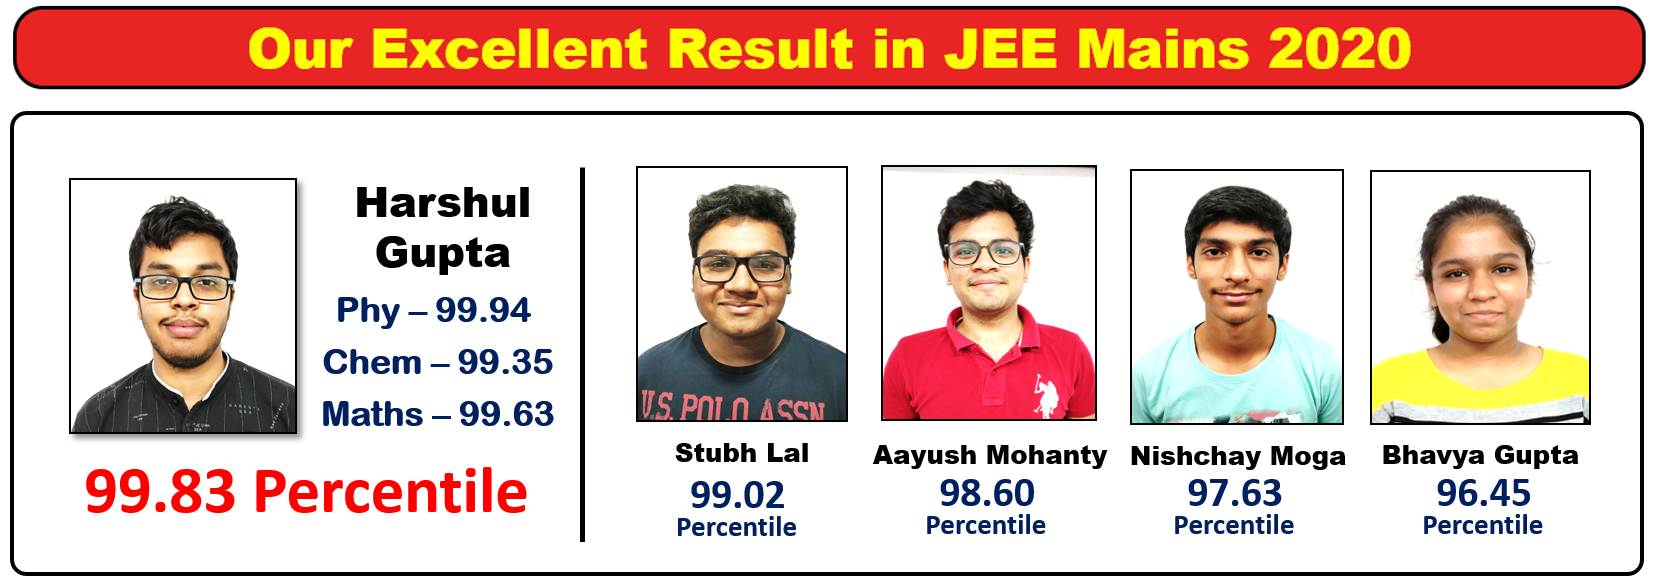 Our Excellent Result in JEE Mains 2020
Harshul
Gupta
Phy – 99.94
Chem – 99.35
Maths – 99.63
99.83 Percentile
U.S. POLO ASSN
Stubh Lal
99.02
Percentile
Aayush Mohanty
98.60
Percentile
Nishchay Moga
97.63
Percentile
Bhavya Gupta
96.45
Percentile